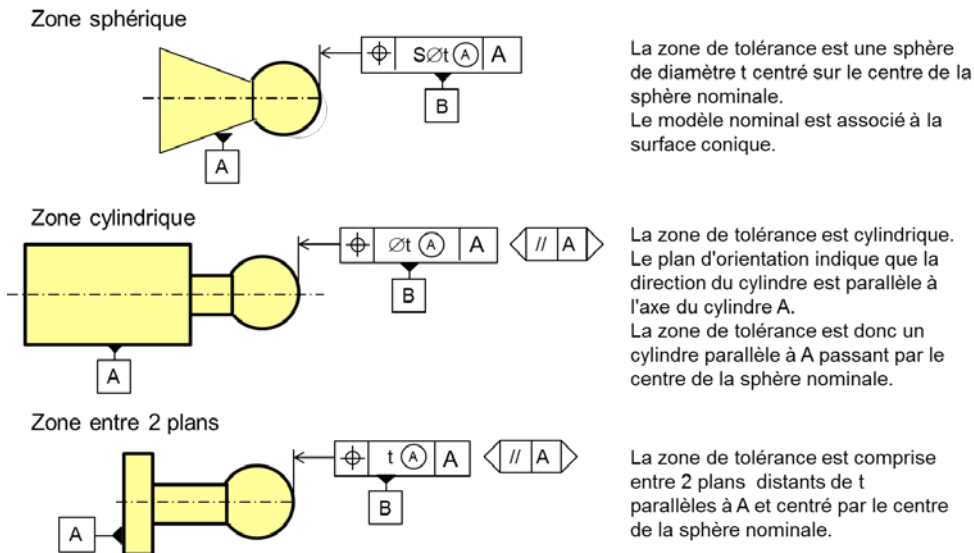 Zone sphérique
⌖ S⌀t Ⓐ A
B
A
La zone de tolérance est une sphère
de diamètre t centré sur le centre de la
sphère nominale.
Le modèle nominal est associé à la
surface conique.
Zone cylindrique
⌖ ⌀t Ⓐ A // A
B
A
La zone de tolérance est cylindrique.
Le plan d'orientation indique que la
direction du cylindre est parallèle à
l'axe du cylindre A.
La zone de tolérance est donc un
cylindre parallèle à A passant par le
centre de la sphère nominale.
Zone entre 2 plans
⌖ t Ⓐ A // A
B
A
La zone de tolérance est comprise
entre 2 plans distants de t
parallèles à A et centré par le centre
de la sphère nominale.